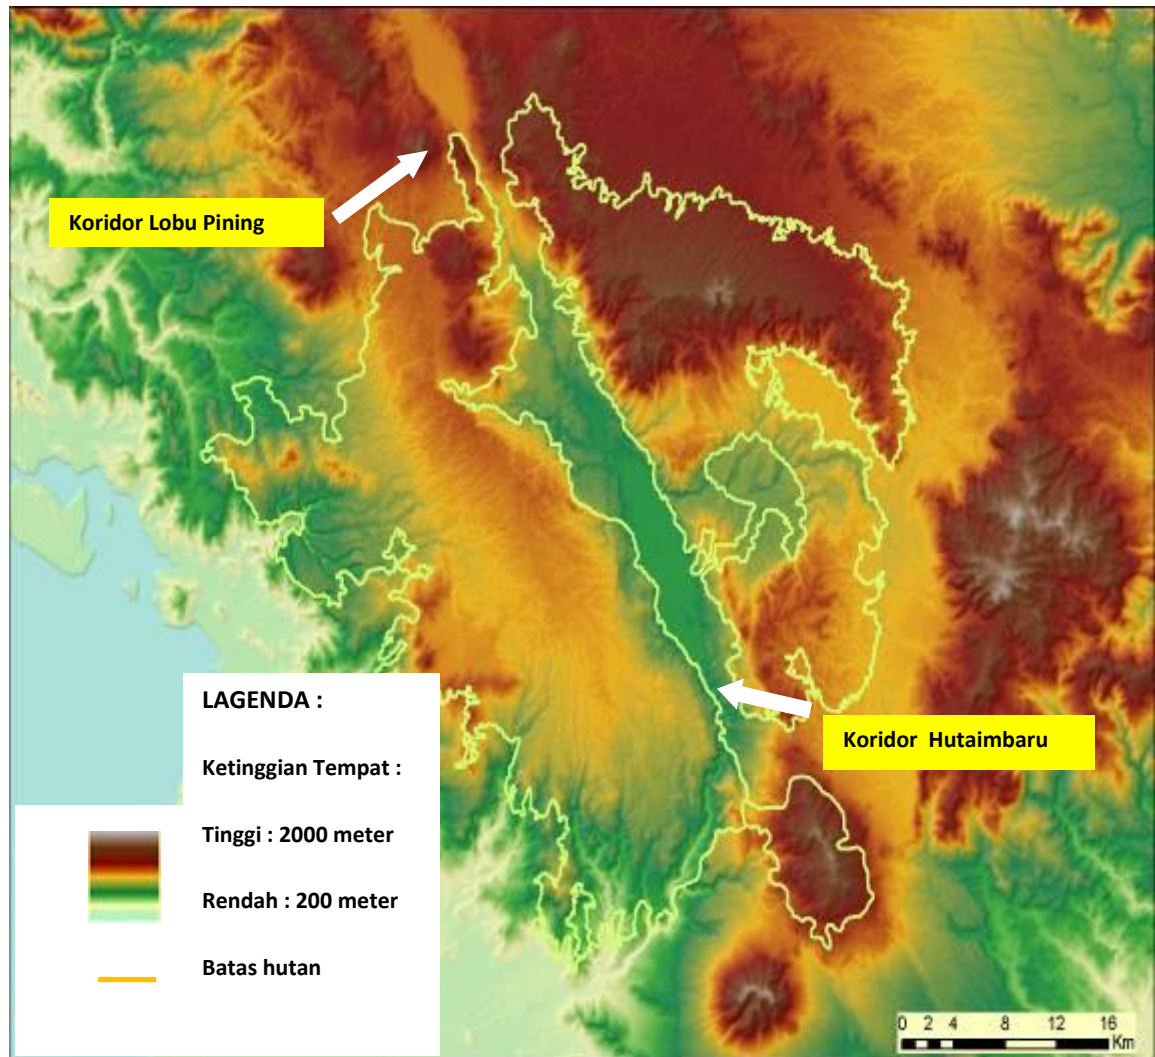 Koridor Lobu Pining
LAGENDA :
Ketinggian Tempat :
Tinggi : 2000 meter
Rendah : 200 meter
Batas hutan
Koridor Hutaimbaru
0 2 4 8 12 16
Km